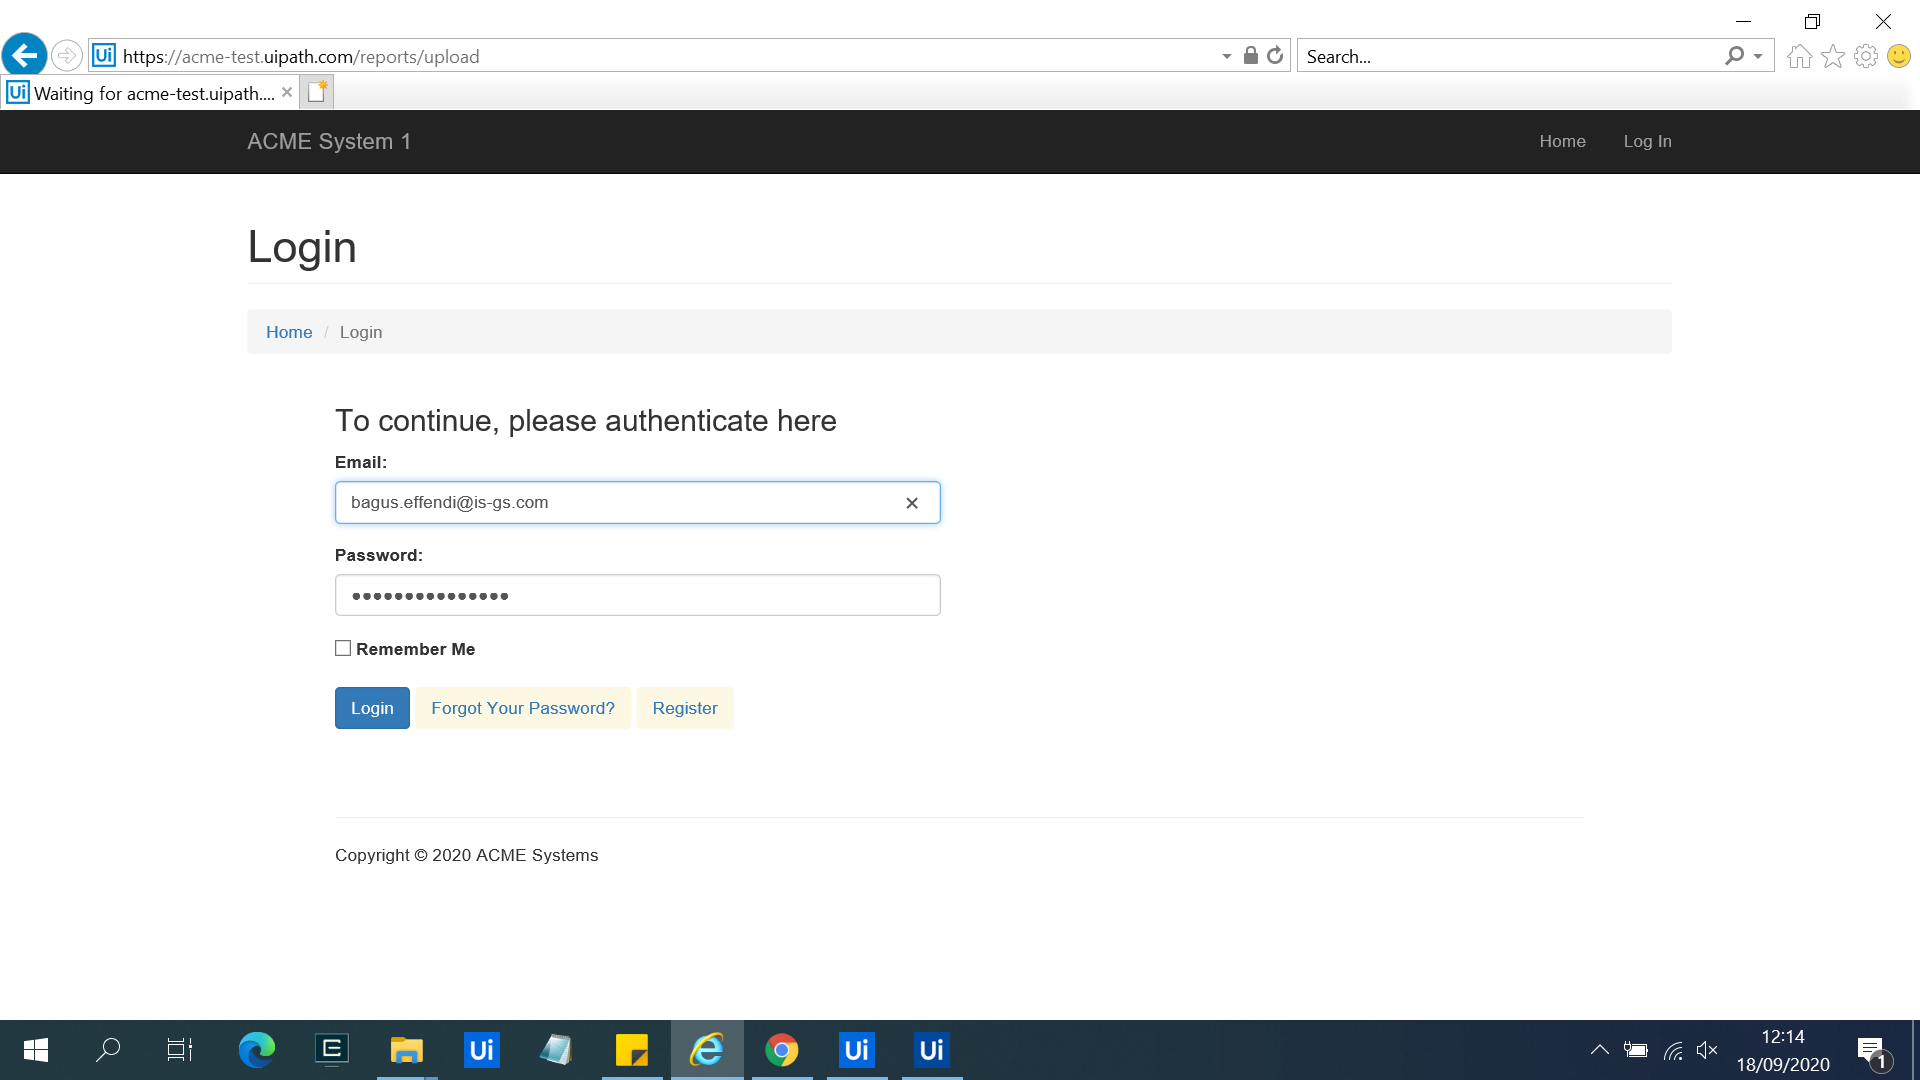 https://acme-test.uipath.com/reports/upload
Search...
Waiting for acme-test.uipath....
ACME System 1
Home
Log In
Login
Home / Login
To continue, please authenticate here
Email:
bagus.effendi@is-gs.com
Password:
Remember Me
Login
Forgot Your Password?
Register
Copyright © 2020 ACME Systems
12:14
18/09/2020
1